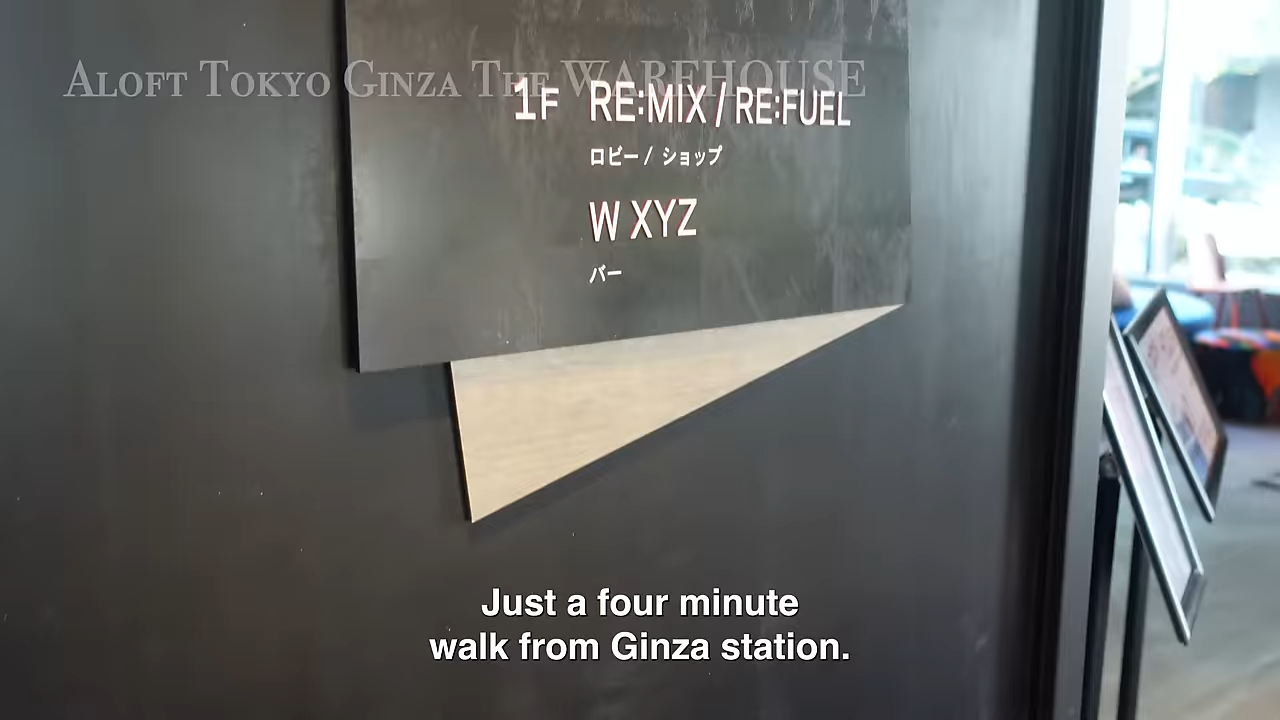 Aloft Tokyo Ginza The WAREHOUSE
1F RE:MIX / RE:FUEL
ロビー / ショップ
W XYZ
バー
Just a four minute
walk from Ginza station.